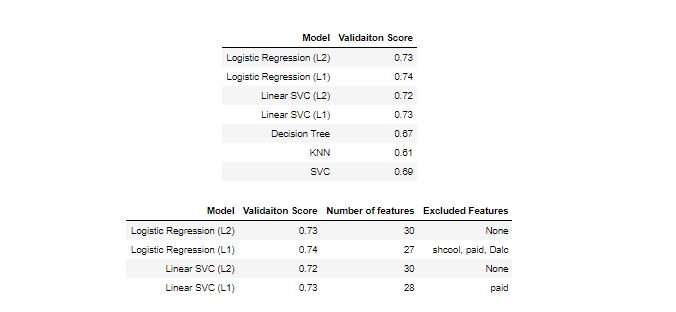 Model Validaiton Score
Logistic Regression (L2) 0.73
Logistic Regression (L1) 0.74
Linear SVC (L2) 0.72
Linear SVC (L1) 0.73
Decision Tree 0.67
KNN 0.61
SVC 0.69
Model Validaiton Score Number of features Excluded Features
Logistic Regression (L2) 0.73 30 None
Logistic Regression (L1) 0.74 27 shcool, paid, Dalc
Linear SVC (L2) 0.72 30 None
Linear SVC (L1) 0.73 28 paid